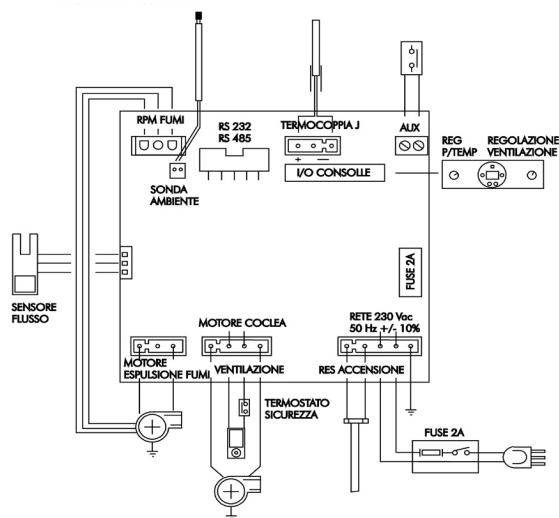 RPM FUMI
RS 232
RS 485
TERMOCOPPIA J
+ —
AUX
REG
P/TEMP
REGOLAZIONE
VENTILAZIONE
I/O CONSOLLE
SONDA
AMBIENTE
SENSORE
FLUSSO
FUSE 2A
MOTORE COCLEA
RETE 230 Vac
50 Hz +/- 10%
MOTORE
ESPULSIONE FUMI
VENTILAZIONE
RES ACCENSIONE
TERMOSTATO
SICUREZZA
FUSE 2A